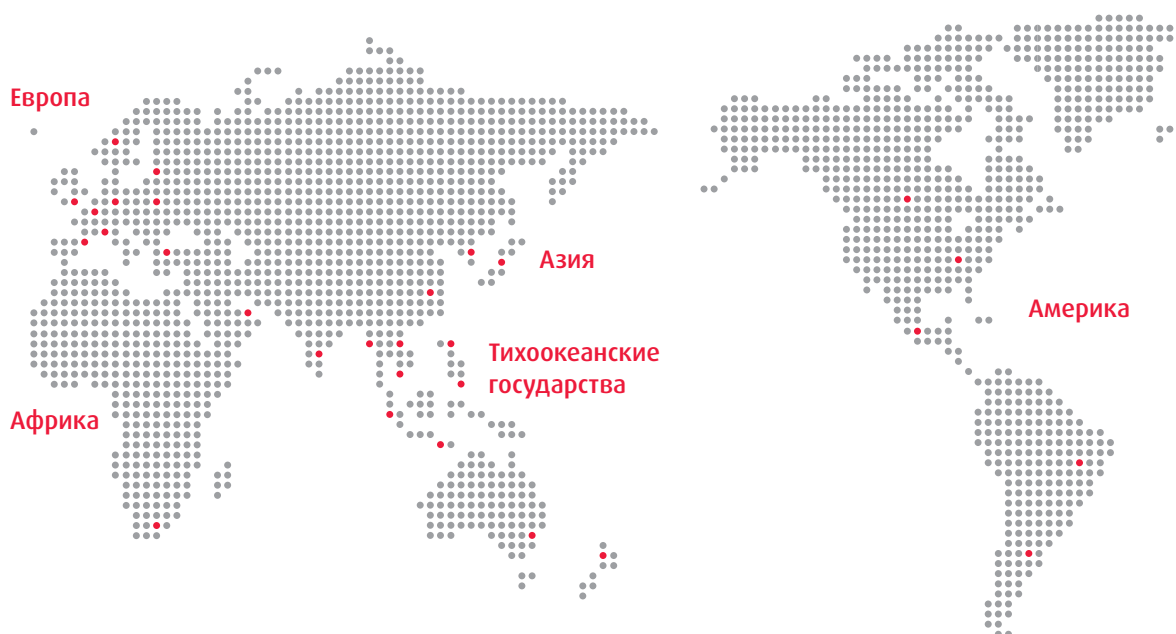 Европа
Азия
Америка
Тихоокеанские
государства
Африка